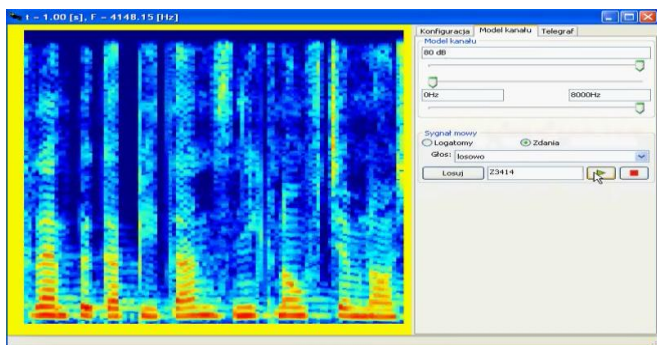 t = 1.00 [s], F = 4148.15 [Hz]
Konfiguracja Model kanału Telegraf
Model kanału
80 dB
0Hz 8000Hz
Sygnał mowy
Logatomy Zdania
Głos: losowo
Losuj Z3414